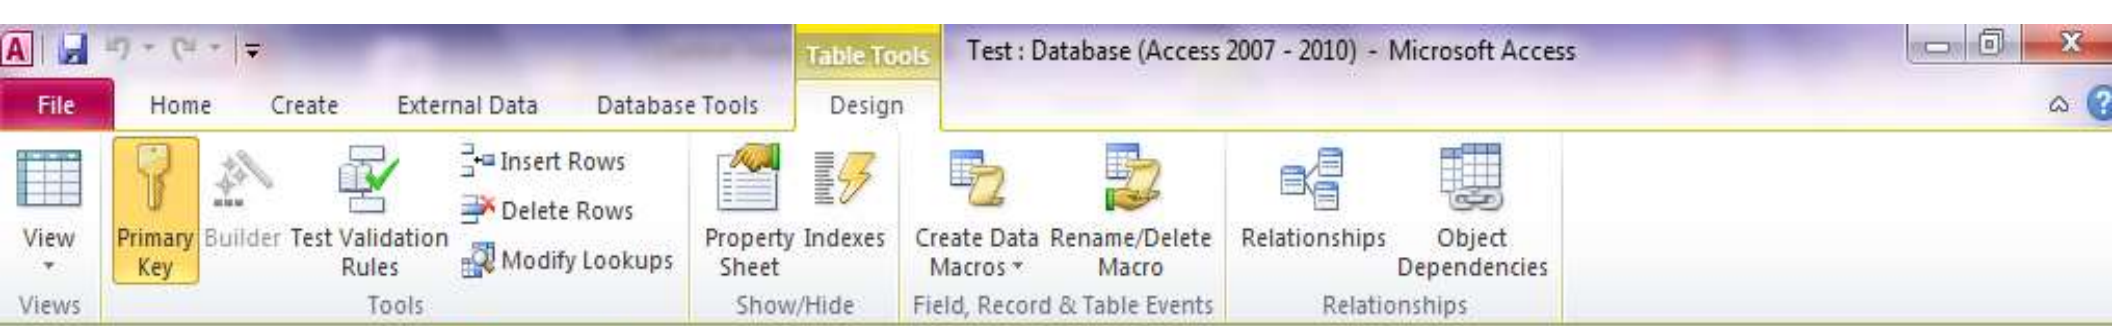 A
Table Tools
Test : Database (Access 2007 - 2010) - Microsoft Access
File Home Create External Data Database Tools Design
View
Primary Key
Builder
Test Validation Rules
Insert Rows
Delete Rows
Modify Lookups
Property Sheet
Indexes
Create Data Macros
Rename/Delete Macro
Relationships
Object Dependencies
Views
Tools
Show/Hide
Field, Record & Table Events
Relationships